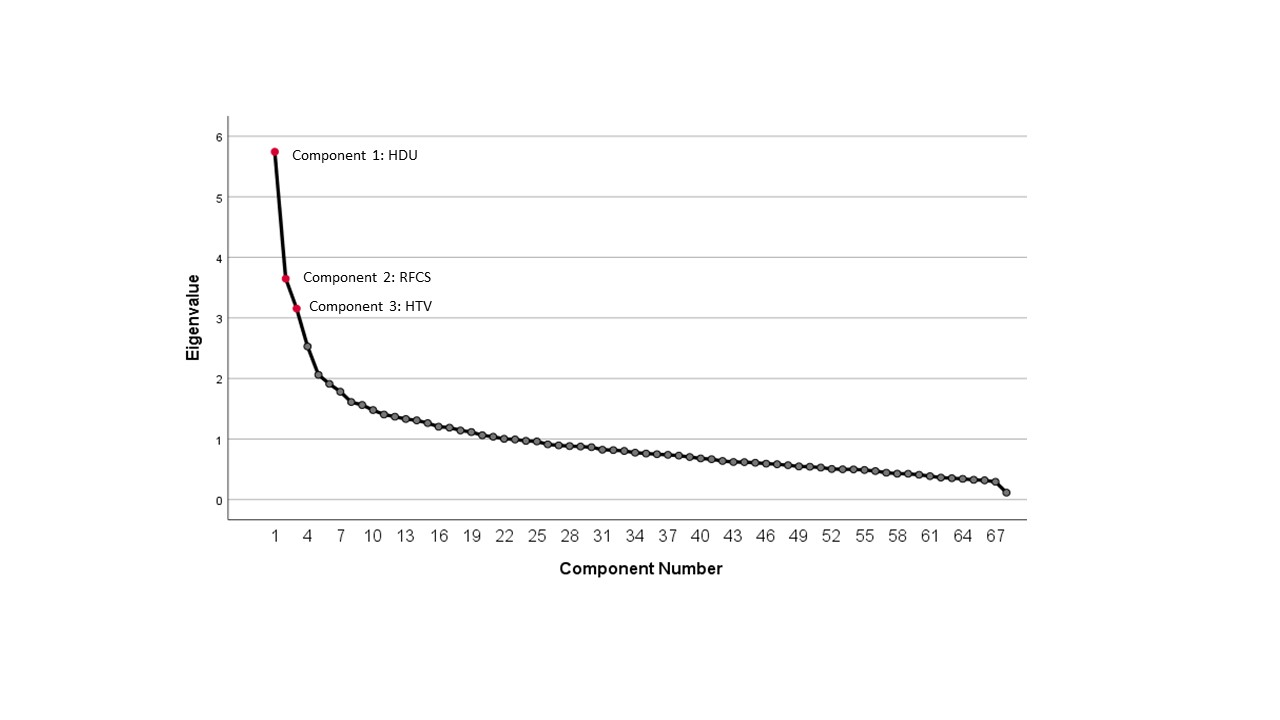 6
Component 1: HDU
5
4
Component 2: RFCS
Component 3: HTV
3
2
1
0
Eigenvalue
1 4 7 10 13 16 19 22 25 28 31 34 37 40 43 46 49 52 55 58 61 64 67
Component Number